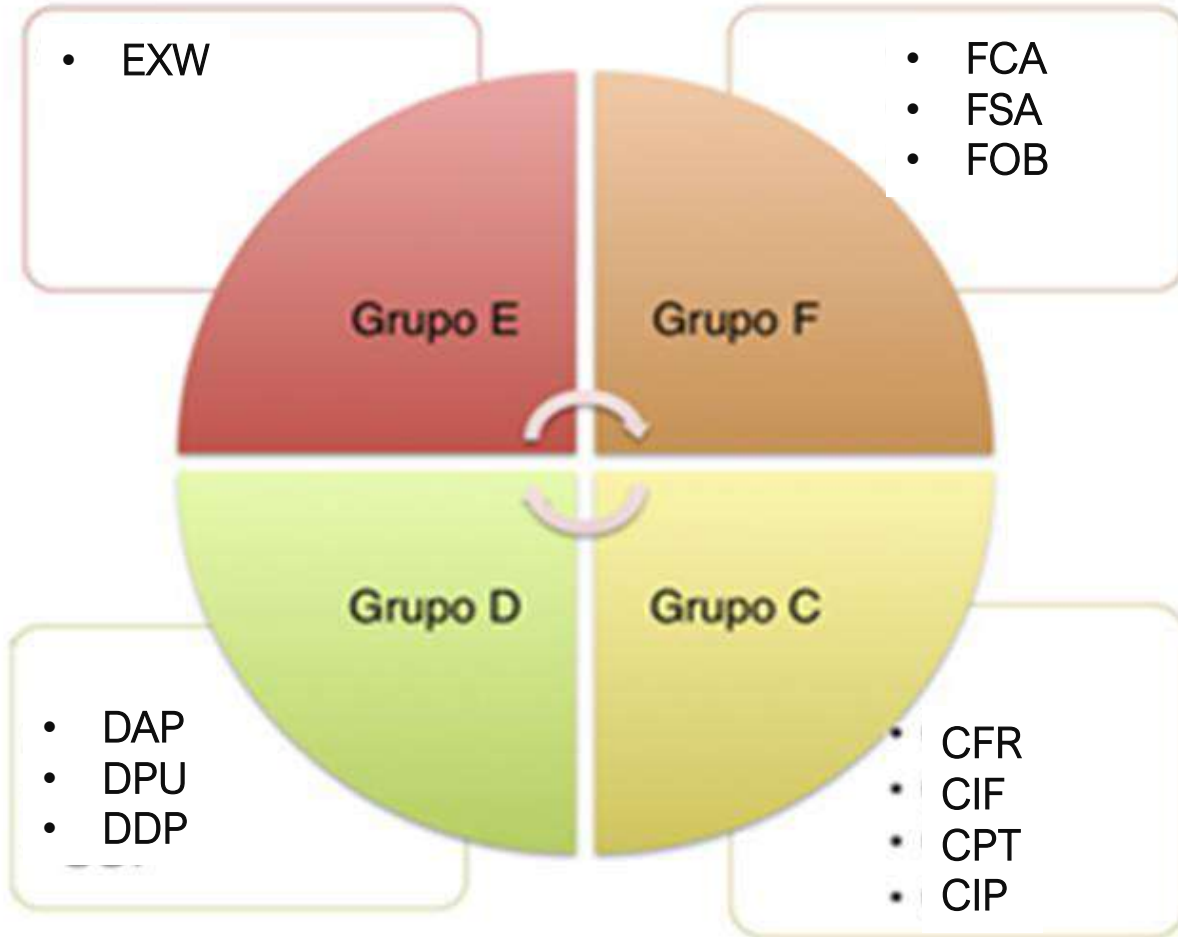 • EXW
• FCA
• FSA
• FOB
Grupo E
Grupo F
Grupo D
Grupo C
• DAP
• DPU
• DDP
• CFR
• CIF
• CPT
• CIP